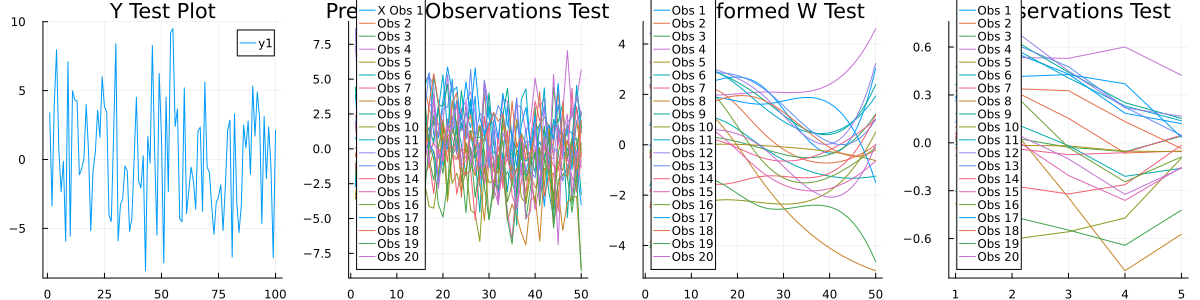 Y Test Plot
10
5
0
−5
0
25
50
75
100
y1
Pre
Observations Test
7.5
5.0
2.5
0.0
−2.5
−5.0
−7.5
0
10
20
30
40
50
X Obs 1
Obs 2
Obs 3
Obs 4
Obs 5
Obs 6
Obs 7
Obs 8
Obs 9
Obs 10
Obs 11
Obs 12
Obs 13
Obs 14
Obs 15
Obs 16
Obs 17
Obs 18
Obs 19
Obs 20
formed W Test
4
2
0
−2
−4
0
10
20
30
40
50
Obs 1
Obs 2
Obs 3
Obs 4
Obs 5
Obs 6
Obs 7
Obs 8
Obs 9
Obs 10
Obs 11
Obs 12
Obs 13
Obs 14
Obs 15
Obs 16
Obs 17
Obs 18
Obs 19
Obs 20
servations Test
0.6
0.3
0.0
−0.3
−0.6
1
2
3
4
5
Obs 1
Obs 2
Obs 3
Obs 4
Obs 5
Obs 6
Obs 7
Obs 8
Obs 9
Obs 10
Obs 11
Obs 12
Obs 13
Obs 14
Obs 15
Obs 16
Obs 17
Obs 18
Obs 19
Obs 20